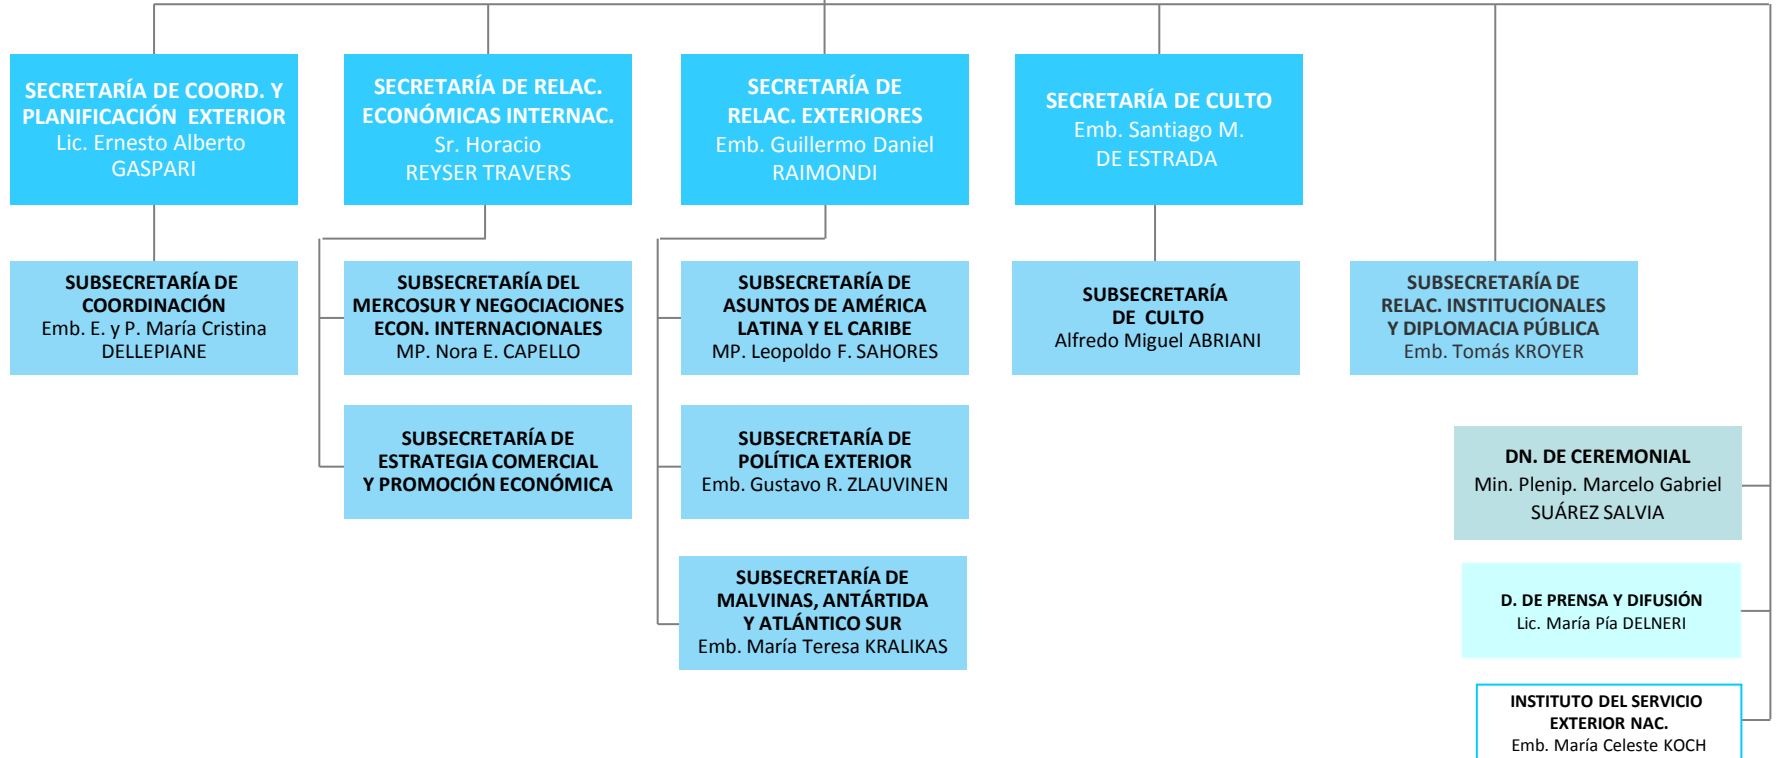 SECRETARÍA DE COORD. Y
PLANIFICACIÓN EXTERIOR
Lic. Ernesto Alberto
GASPARI
SECRETARÍA DE RELAC.
ECONÓMICAS INTERNAC.
Sr. Horacio
REYSER TRAVERS
SECRETARÍA DE
RELAC. EXTERIORES
Emb. Guillermo Daniel
RAIMONDI
SECRETARÍA DE CULTO
Emb. Santiago M.
DE ESTRADA
SUBSECRETARÍA DE
COORDINACIÓN
Emb. E. y P. María Cristina
DELLEPIANE
SUBSECRETARÍA DEL
MERCOSUR Y NEGOCIACIONES
ECON. INTERNACIONALES
MP. Nora E. CAPELLO
SUBSECRETARÍA DE
ASUNTOS DE AMÉRICA
LATINA Y EL CARIBE
MP. Leopoldo F. SAHORES
SUBSECRETARÍA
DE CULTO
Alfredo Miguel ABRIANI
SUBSECRETARÍA DE
RELAC. INSTITUCIONALES
Y DIPLOMACIA PÚBLICA
Emb. Tomás KROYER
SUBSECRETARÍA DE
ESTRATEGIA COMERCIAL
Y PROMOCIÓN ECONÓMICA
SUBSECRETARÍA DE
POLÍTICA EXTERIOR
Emb. Gustavo R. ZLAUVINEN
DN. DE CEREMONIAL
Min. Plenip. Marcelo Gabriel
SUÁREZ SALVIA
SUBSECRETARÍA DE
MALVINAS, ANTÁRTIDA
Y ATLÁNTICO SUR
Emb. María Teresa KRALIKAS
D. DE PRENSA Y DIFUSIÓN
Lic. María Pía DELNERI
INSTITUTO DEL SERVICIO
EXTERIOR NAC.
Emb. María Celeste KOCH